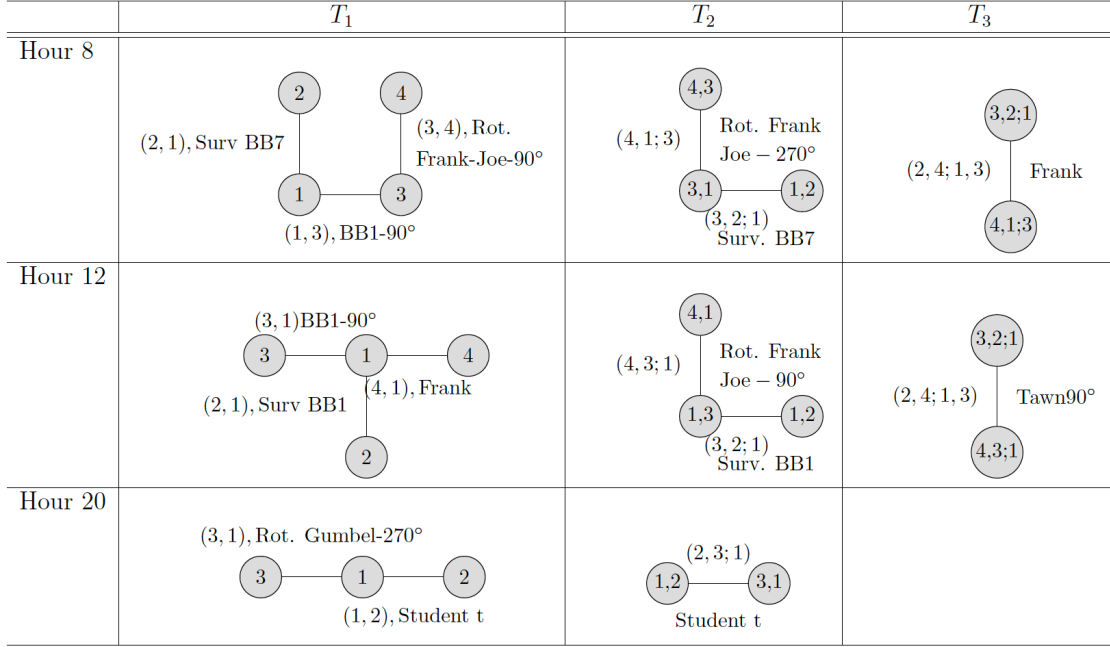 T₁ T₂ T₃
Hour 8
2 4
(2, 1), Surv BB7
(3, 4), Rot.
Frank-Joe-90°
1 3
(1, 3), BB1-90°
4,3
(4, 1; 3)
Rot. Frank
Joe − 270°
3,1 1,2
(3, 2; 1)
Surv. BB7
3,2;1
(2, 4; 1, 3) Frank
4,1;3
Hour 12
(3, 1)BB1-90°
3 1 4
(4, 1), Frank
(2, 1), Surv BB1
2
4,1
(4, 3; 1)
Rot. Frank
Joe − 90°
1,3 1,2
(3, 2; 1)
Surv. BB1
3,2;1
(2, 4; 1, 3) Tawn90°
4,3;1
Hour 20
(3, 1), Rot. Gumbel-270°
3 1 2
(1, 2), Student t
(2, 3; 1)
1,2 3,1
Student t